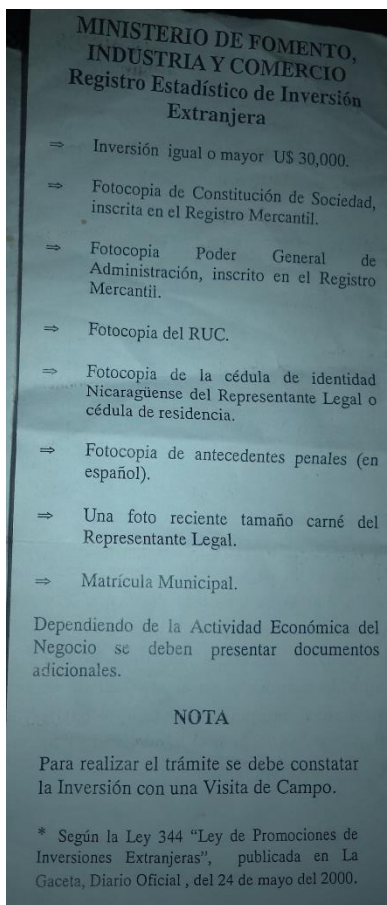 MINISTERIO DE FOMENTO,
INDUSTRIA Y COMERCIO
Registro Estadístico de Inversión
Extranjera
⇒ Inversión igual o mayor U$ 30,000.
⇒ Fotocopia de Constitución de Sociedad,
inscrita en el Registro Mercantil.
⇒ Fotocopia Poder General de
Administración, inscrito en el Registro
Mercantil.
⇒ Fotocopia del RUC.
⇒ Fotocopia de la cédula de identidad
Nicaragüense del Representante Legal o
cédula de residencia.
⇒ Fotocopia de antecedentes penales (en
español).
⇒ Una foto reciente tamaño carné del
Representante Legal.
⇒ Matrícula Municipal.
Dependiendo de la Actividad Económica del
Negocio se deben presentar documentos
adicionales.
NOTA
Para realizar el trámite se debe constatar
la Inversión con una Visita de Campo.
* Según la Ley 344 “Ley de Promociones de
Inversiones Extranjeras”, publicada en La
Gaceta, Diario Oficial , del 24 de mayo del 2000.